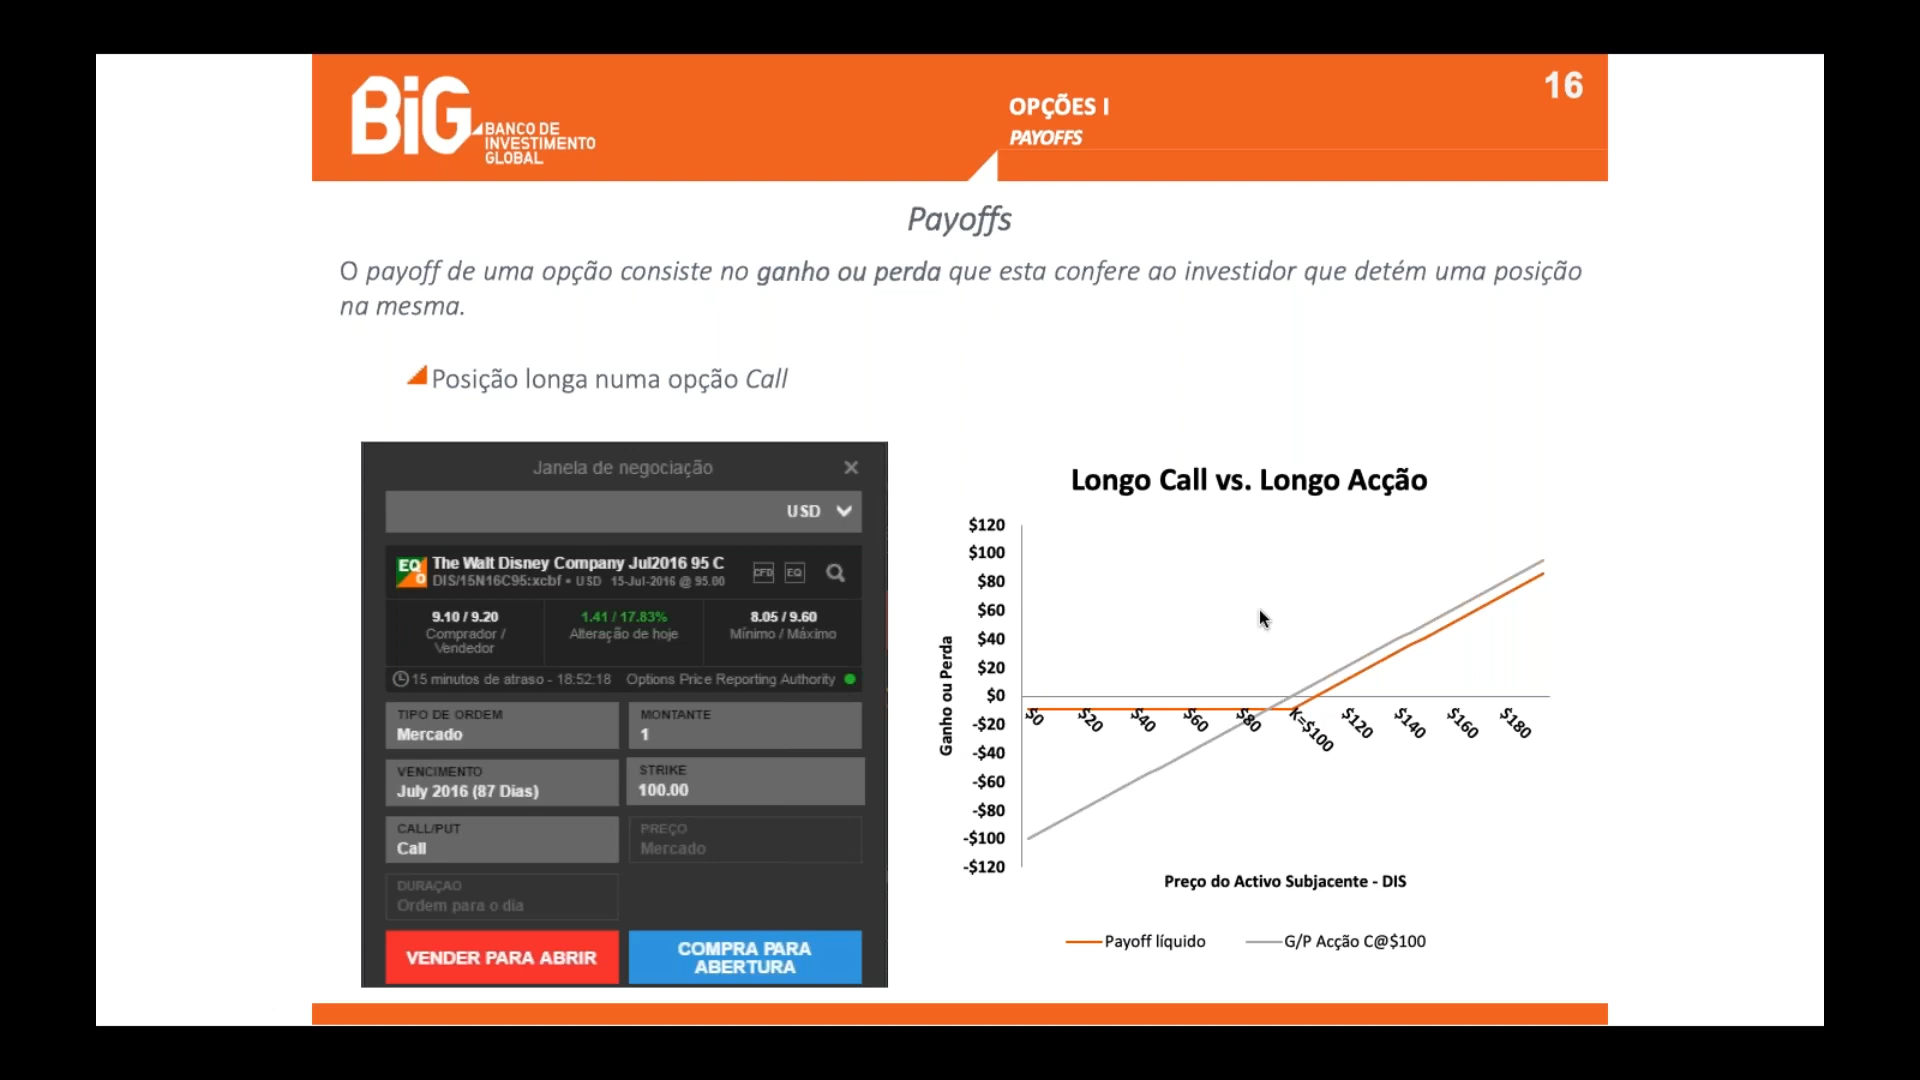 BiG
BANCO DE
INVESTIMENTO
GLOBAL
OPÇÕES I
PAYOFFS
16
Payoffs
O payoff de uma opção consiste no ganho ou perda que esta confere ao investidor que detém uma posição
na mesma.
Posição longa numa opção Call
Janela de negociação
USD
EQ
O
The Walt Disney Company Jul2016 95 C
DIS/15N16C95:xcbf • USD 15-Jul-2016 @ 95.00
CFD
EQ
9.10 / 9.20
Comprador /
Vendedor
1.41 / 17.83%
Alteração de hoje
8.05 / 9.60
Mínimo / Máximo
15 minutos de atraso - 18:52:18 Options Price Reporting Authority
TIPO DE ORDEM
Mercado
MONTANTE
1
VENCIMENTO
July 2016 (87 Dias)
STRIKE
100.00
CALL/PUT
Call
PREÇO
Mercado
DURAÇAO
Ordem para o dia
VENDER PARA ABRIR
COMPRA PARA
ABERTURA
Longo Call vs. Longo Acção
Ganho ou Perda
$120
$100
$80
$60
$40
$20
$0
-$20
-$40
-$60
-$80
-$100
-$120
$0
$20
$40
$60
$80
K=$100
$120
$140
$160
$180
Preço do Activo Subjacente - DIS
Payoff líquido
G/P Acção C@$100